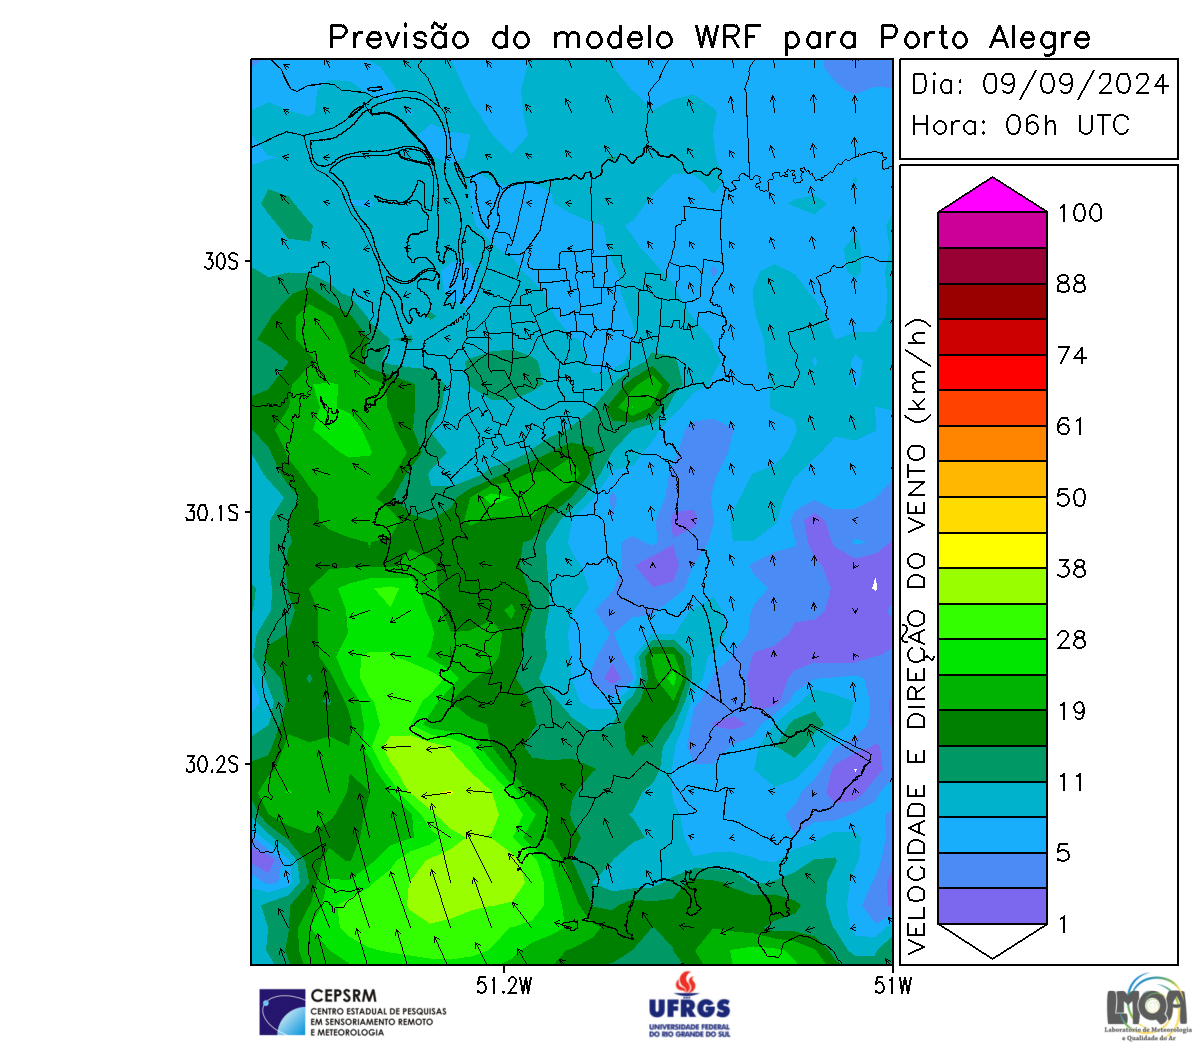 Previsão do modelo WRF para Porto Alegre
Dia: 09/09/2024
Hora: 06h UTC
30S
30.1S
30.2S
51.2W
51W
VELOCIDADE E DIREÇÃO DO VENTO (km/h)
100
88
74
61
50
38
28
19
11
5
1
CEPSRM
CENTRO ESTADUAL DE PESQUISAS
EM SENSORIAMENTO REMOTO
E METEOROLOGIA
UFRGS
UNIVERSIDADE FEDERAL
DO RIO GRANDE DO SUL
LMQA
Laboratório de Meteorologia
e Qualidade do Ar